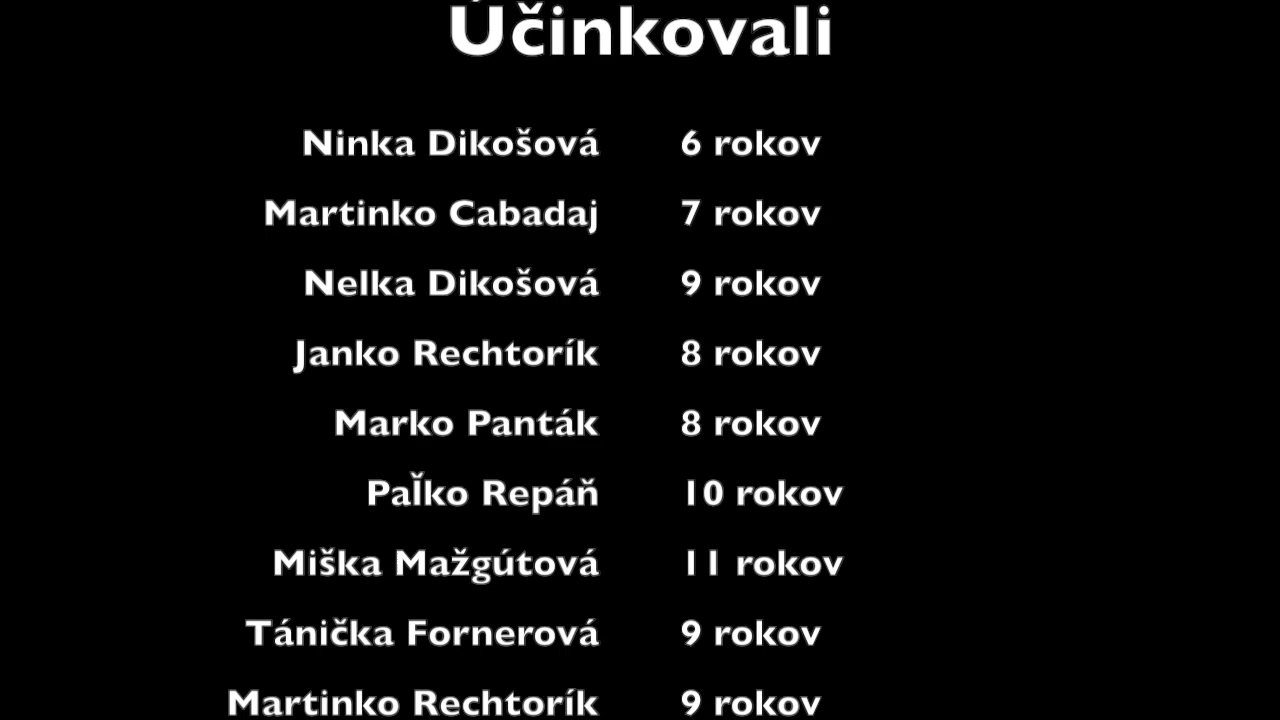 Účinkovali
Ninka Dikošová 6 rokov
Martinko Cabadaj 7 rokov
Nelka Dikošová 9 rokov
Janko Rechtorík 8 rokov
Marko Panták 8 rokov
Paľko Repáň 10 rokov
Miška Mažgútová 11 rokov
Tánička Fornerová 9 rokov
Martinko Rechtorík 9 rokov